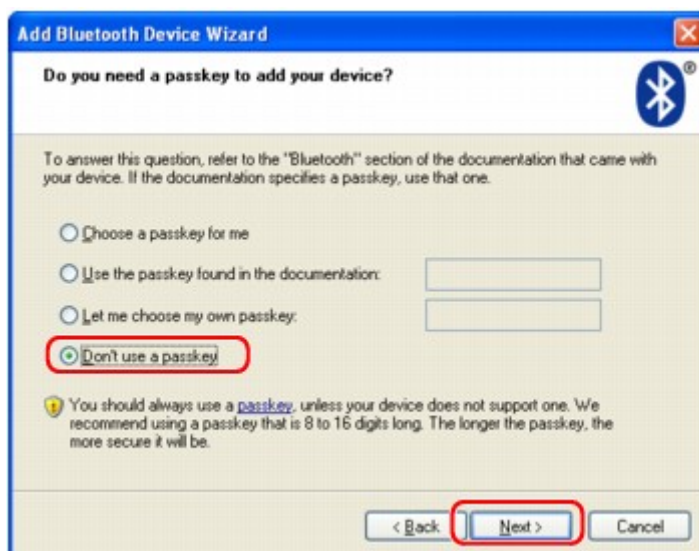 Add Bluetooth Device Wizard
Do you need a passkey to add your device?
®
To answer this question, refer to the "Bluetooth" section of the documentation that came with
your device. If the documentation specifies a passkey, use that one.
Choose a passkey for me
Use the passkey found in the documentation:
Let me choose my own passkey:
Don't use a passkey
You should always use a passkey, unless your device does not support one. We
recommend using a passkey that is 8 to 16 digits long. The longer the passkey, the
more secure it will be.
< Back Next > Cancel